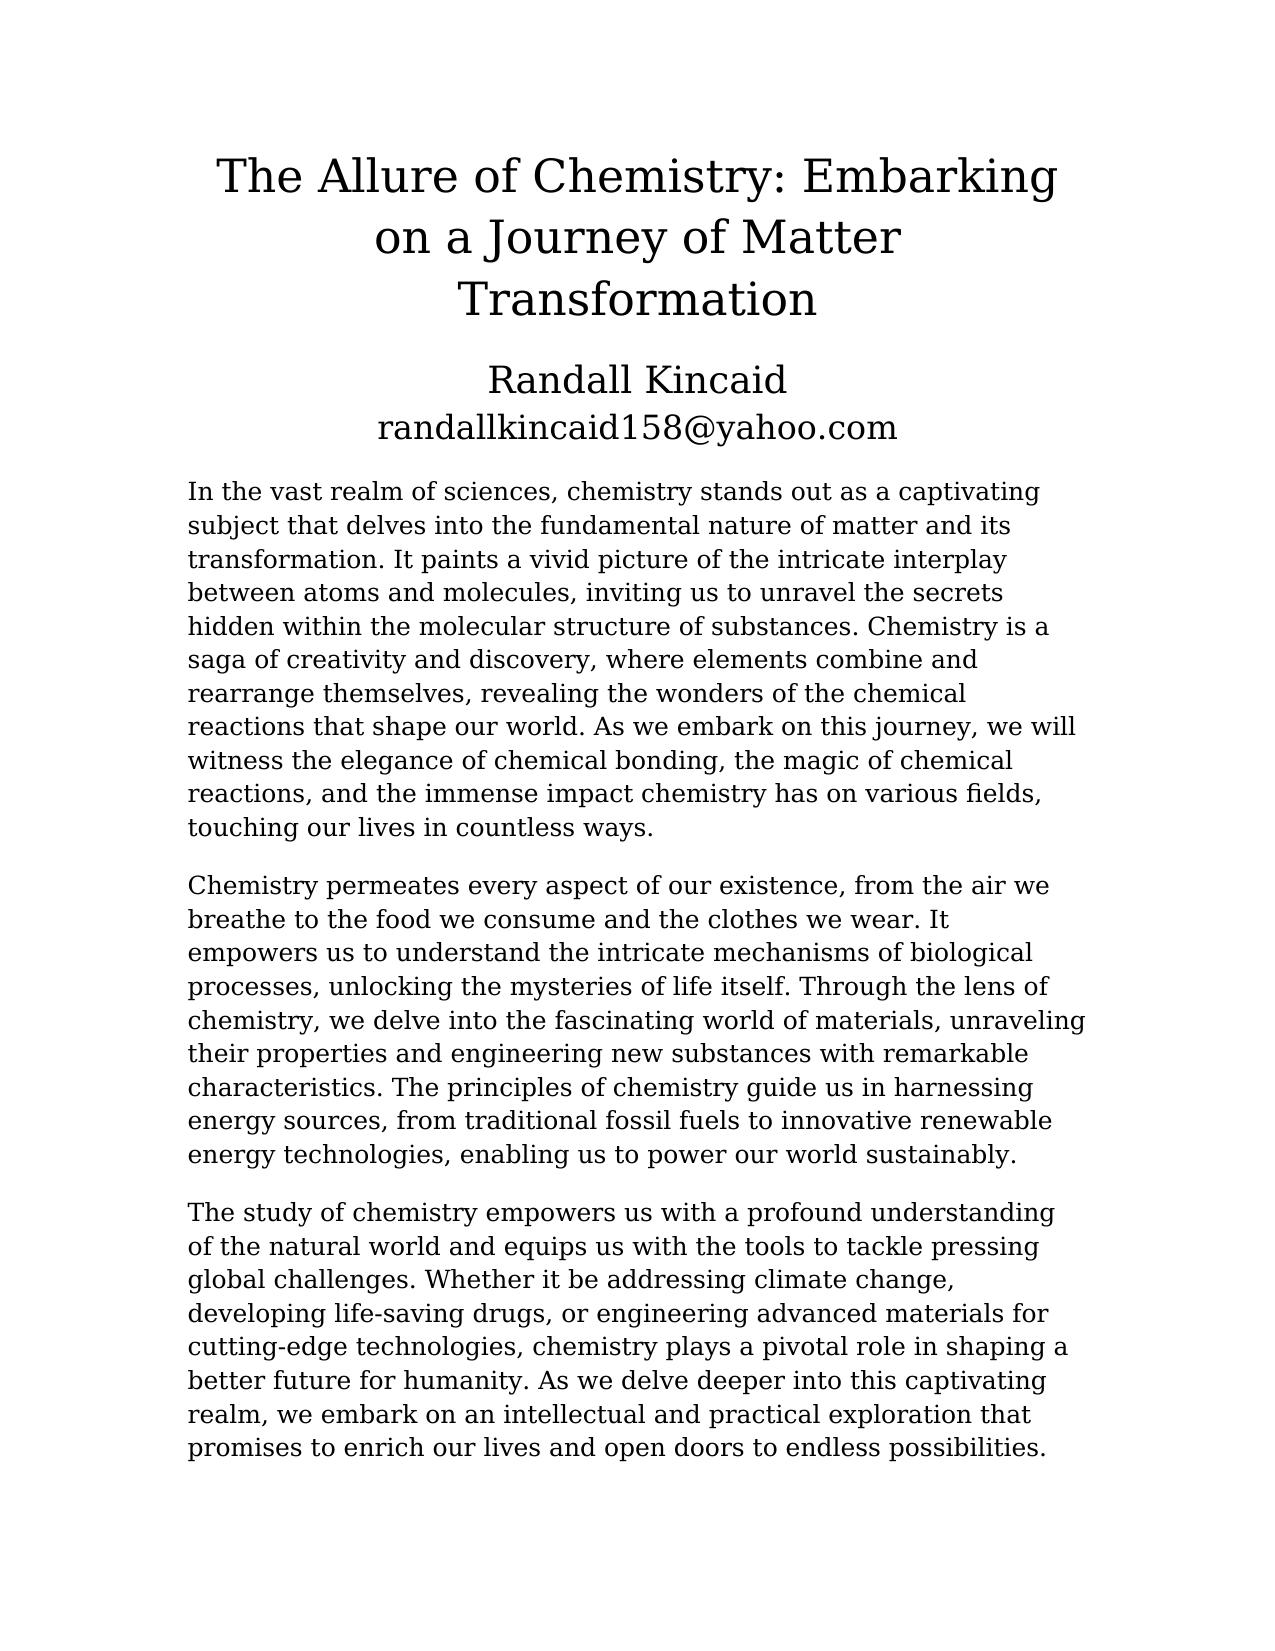 The Allure of Chemistry: Embarking
on a Journey of Matter
Transformation
Randall Kincaid
randallkincaid158@yahoo.com
In the vast realm of sciences, chemistry stands out as a captivating
subject that delves into the fundamental nature of matter and its
transformation. It paints a vivid picture of the intricate interplay
between atoms and molecules, inviting us to unravel the secrets
hidden within the molecular structure of substances. Chemistry is a
saga of creativity and discovery, where elements combine and
rearrange themselves, revealing the wonders of the chemical
reactions that shape our world. As we embark on this journey, we will
witness the elegance of chemical bonding, the magic of chemical
reactions, and the immense impact chemistry has on various fields,
touching our lives in countless ways.
Chemistry permeates every aspect of our existence, from the air we
breathe to the food we consume and the clothes we wear. It
empowers us to understand the intricate mechanisms of biological
processes, unlocking the mysteries of life itself. Through the lens of
chemistry, we delve into the fascinating world of materials, unraveling
their properties and engineering new substances with remarkable
characteristics. The principles of chemistry guide us in harnessing
energy sources, from traditional fossil fuels to innovative renewable
energy technologies, enabling us to power our world sustainably.
The study of chemistry empowers us with a profound understanding
of the natural world and equips us with the tools to tackle pressing
global challenges. Whether it be addressing climate change,
developing life-saving drugs, or engineering advanced materials for
cutting-edge technologies, chemistry plays a pivotal role in shaping a
better future for humanity. As we delve deeper into this captivating
realm, we embark on an intellectual and practical exploration that
promises to enrich our lives and open doors to endless possibilities.